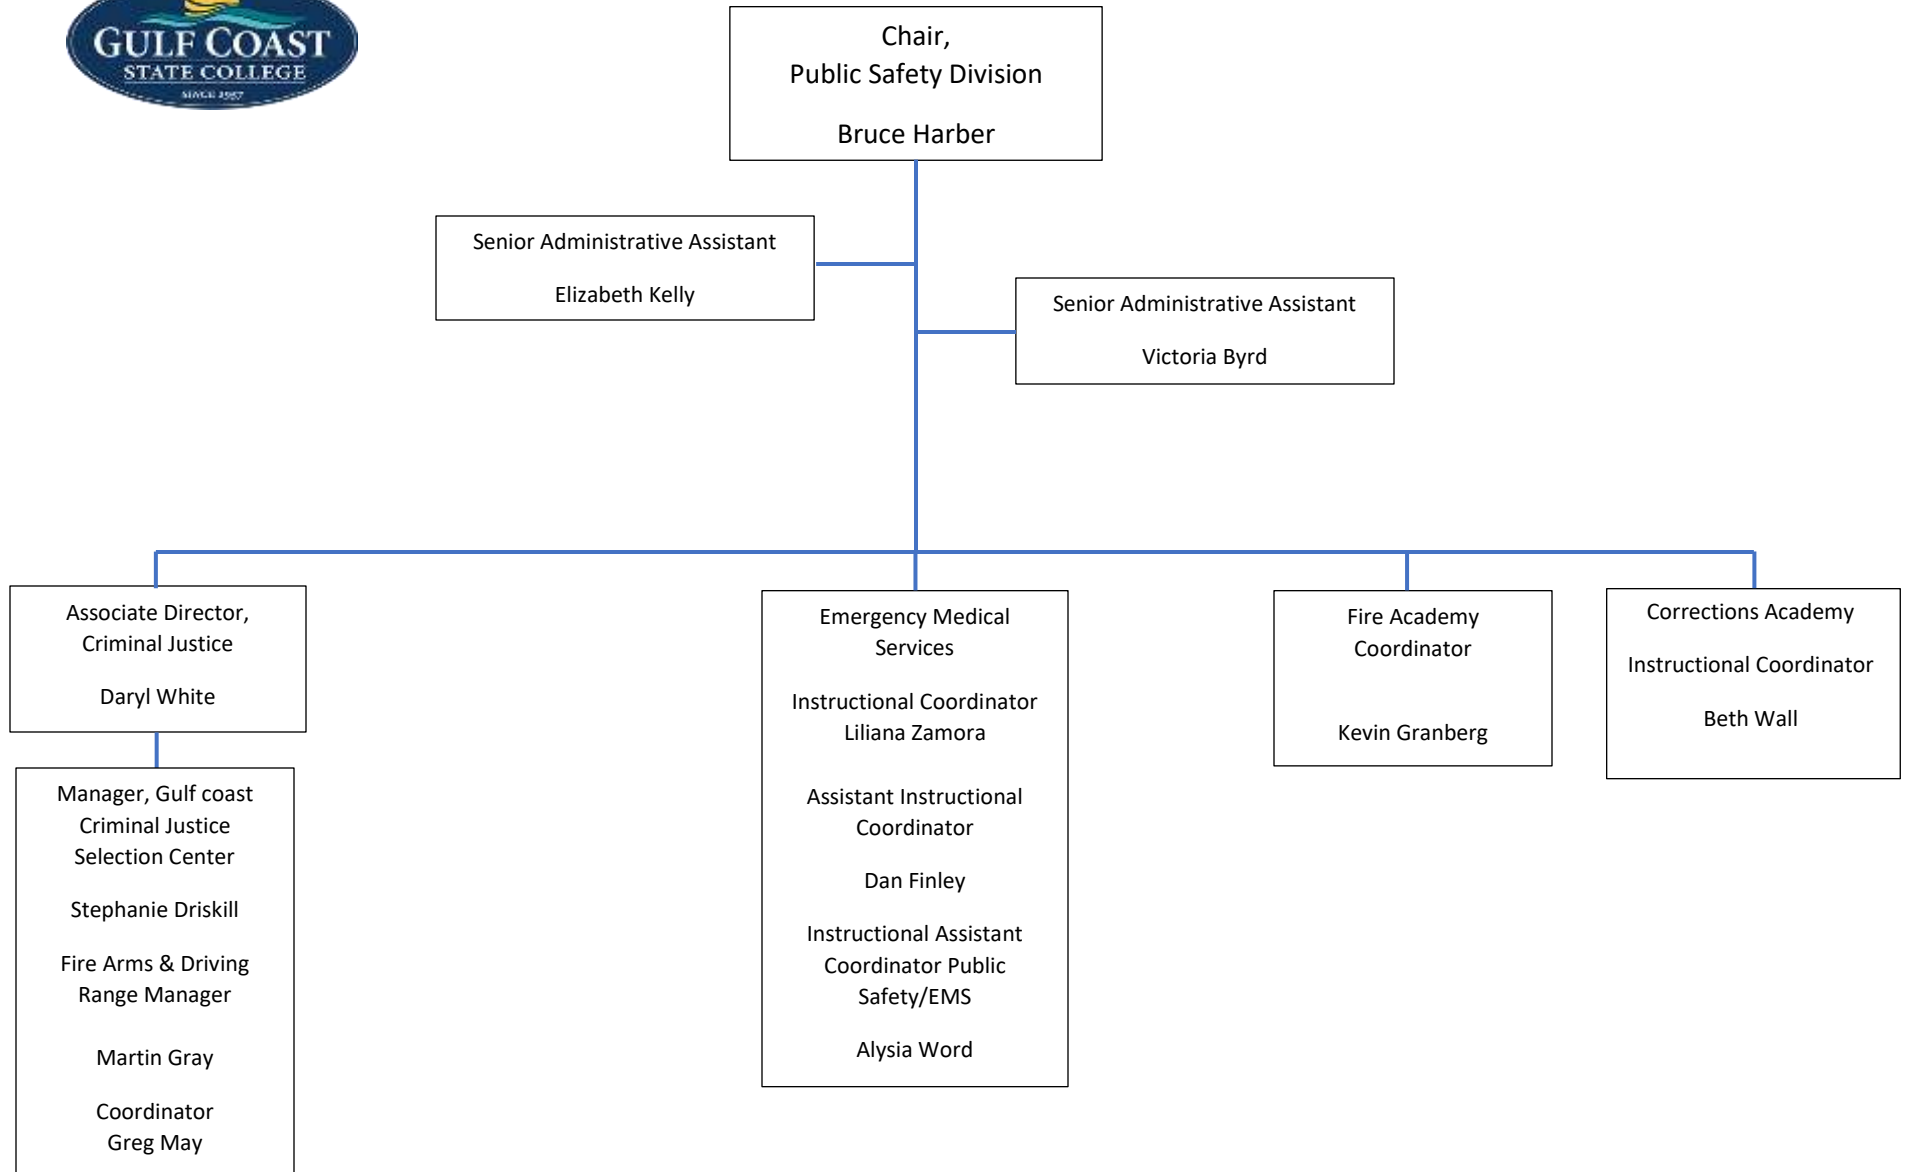 GULF COAST
STATE COLLEGE
SINCE 1957
Chair,
Public Safety Division
Bruce Harber
Senior Administrative Assistant
Elizabeth Kelly
Senior Administrative Assistant
Victoria Byrd
Associate Director,
Criminal Justice
Daryl White
Manager, Gulf coast
Criminal Justice
Selection Center
Stephanie Driskill
Fire Arms & Driving
Range Manager
Martin Gray
Coordinator
Greg May
Emergency Medical
Services
Instructional Coordinator
Liliana Zamora
Assistant Instructional
Coordinator
Dan Finley
Instructional Assistant
Coordinator Public
Safety/EMS
Alysia Word
Fire Academy
Coordinator
Kevin Granberg
Corrections Academy
Instructional Coordinator
Beth Wall